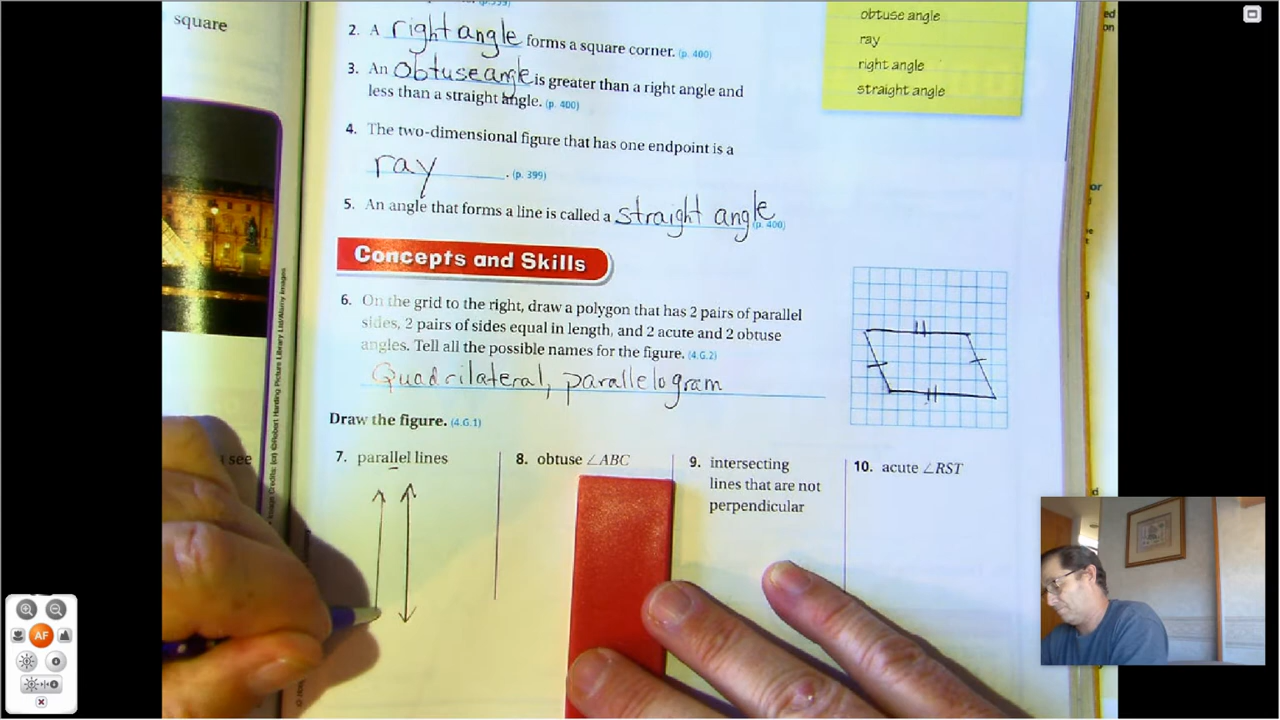 square
(p.399)
2. A right angle forms a square corner. (p. 400)
3. An obtuse angle is greater than a right angle and
less than a straight angle. (p. 400)
4. The two-dimensional figure that has one endpoint is a
ray. (p. 399)
5. An angle that forms a line is called a straight angle (p. 400)
obtuse angle
ray
right angle
straight angle
Concepts and Skills
6. On the grid to the right, draw a polygon that has 2 pairs of parallel
sides, 2 pairs of sides equal in length, and 2 acute and 2 obtuse
angles. Tell all the possible names for the figure. (4.G.2)
Quadrilateral, parallelogram
Draw the figure. (4.G.1)
7. parallel lines
8. obtuse ∠ABC
9. intersecting
lines that are not
perpendicular
10. acute ∠RST
see
ed
on
or
AF